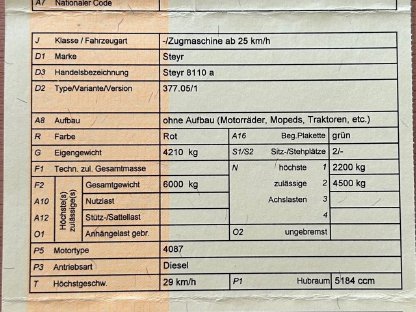 A7 Nationaler Code
J Klasse / Fahrzeugart -/Zugmaschine ab 25 km/h
D1 Marke Steyr
D3 Handelsbezeichnung Steyr 8110 a
D2 Type/Variante/Version 377.05/1
A8 Aufbau ohne Aufbau (Motorräder, Mopeds, Traktoren, etc.)
R Farbe Rot A16 Beg.Plakette grün
G Eigengewicht 4210 kg S1/S2 Sitz-/Stehplätze 2/-
F1 Techn. zul. Gesamtmasse N höchste 1 2200 kg
F2 Höchste(s) zulässige(s) Gesamtgewicht 6000 kg zulässige 2 4500 kg
A10 Nutzlast Achslasten 3
A12 Stütz-/Sattellast 4
O1 Anhängelast gebr. O2 ungebremst
P5 Motortype 4087
P3 Antriebsart Diesel
T Höchstgeschw. 29 km/h P1 Hubraum 5184 ccm